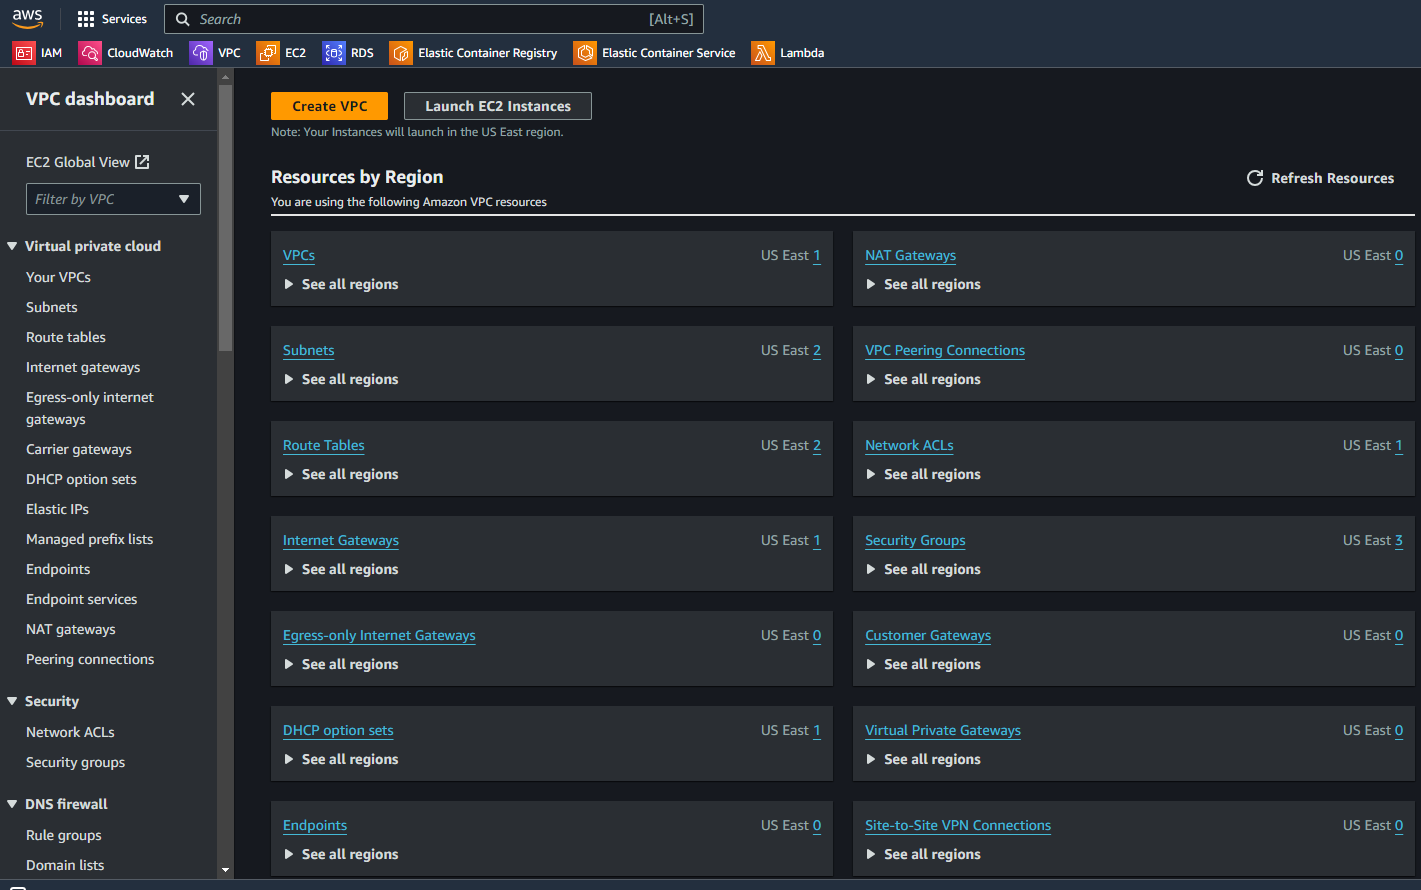 aws
Services
Search
[Alt+S]
IAM
CloudWatch
VPC
EC2
RDS
Elastic Container Registry
Elastic Container Service
Lambda
VPC dashboard
EC2 Global View
Filter by VPC
Virtual private cloud
Your VPCs
Subnets
Route tables
Internet gateways
Egress-only internet
gateways
Carrier gateways
DHCP option sets
Elastic IPs
Managed prefix lists
Endpoints
Endpoint services
NAT gateways
Peering connections
Security
Network ACLs
Security groups
DNS firewall
Rule groups
Domain lists
Create VPC
Launch EC2 Instances
Note: Your Instances will launch in the US East region.
Resources by Region
Refresh Resources
You are using the following Amazon VPC resources
VPCs
US East 1
See all regions
NAT Gateways
US East 0
See all regions
Subnets
US East 2
See all regions
VPC Peering Connections
US East 0
See all regions
Route Tables
US East 2
See all regions
Network ACLs
US East 1
See all regions
Internet Gateways
US East 1
See all regions
Security Groups
US East 3
See all regions
Egress-only Internet Gateways
US East 0
See all regions
Customer Gateways
US East 0
See all regions
DHCP option sets
US East 1
See all regions
Virtual Private Gateways
US East 0
See all regions
Endpoints
US East 0
See all regions
Site-to-Site VPN Connections
US East 0
See all regions